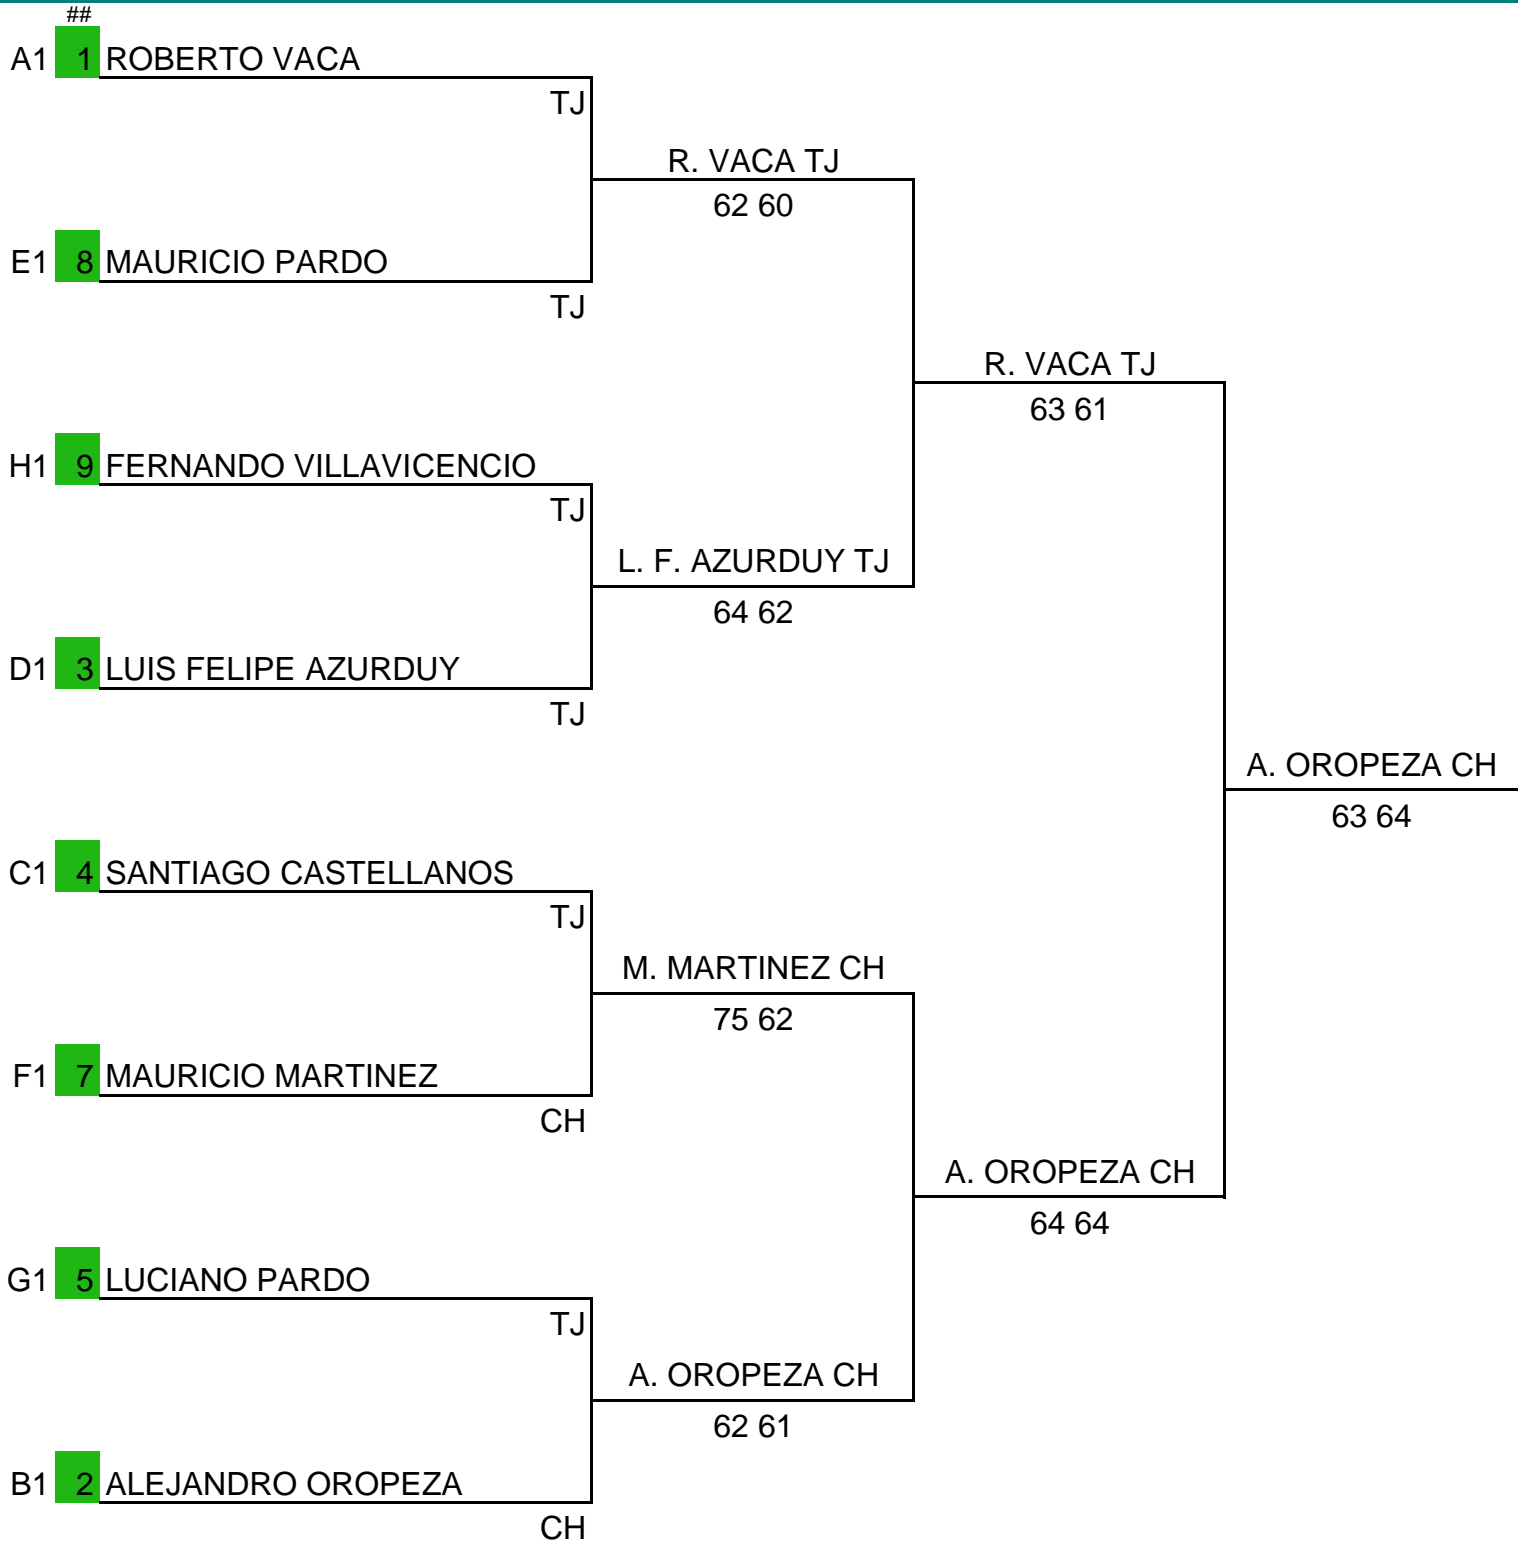 ##
A1 1 ROBERTO VACA
TJ
R. VACA TJ
62 60
E1 8 MAURICIO PARDO
TJ
R. VACA TJ
63 61
H1 9 FERNANDO VILLAVICENCIO
TJ
L. F. AZURDUY TJ
64 62
D1 3 LUIS FELIPE AZURDUY
TJ
A. OROPEZA CH
63 64
C1 4 SANTIAGO CASTELLANOS
TJ
M. MARTINEZ CH
75 62
F1 7 MAURICIO MARTINEZ
CH
A. OROPEZA CH
64 64
G1 5 LUCIANO PARDO
TJ
A. OROPEZA CH
62 61
B1 2 ALEJANDRO OROPEZA
CH